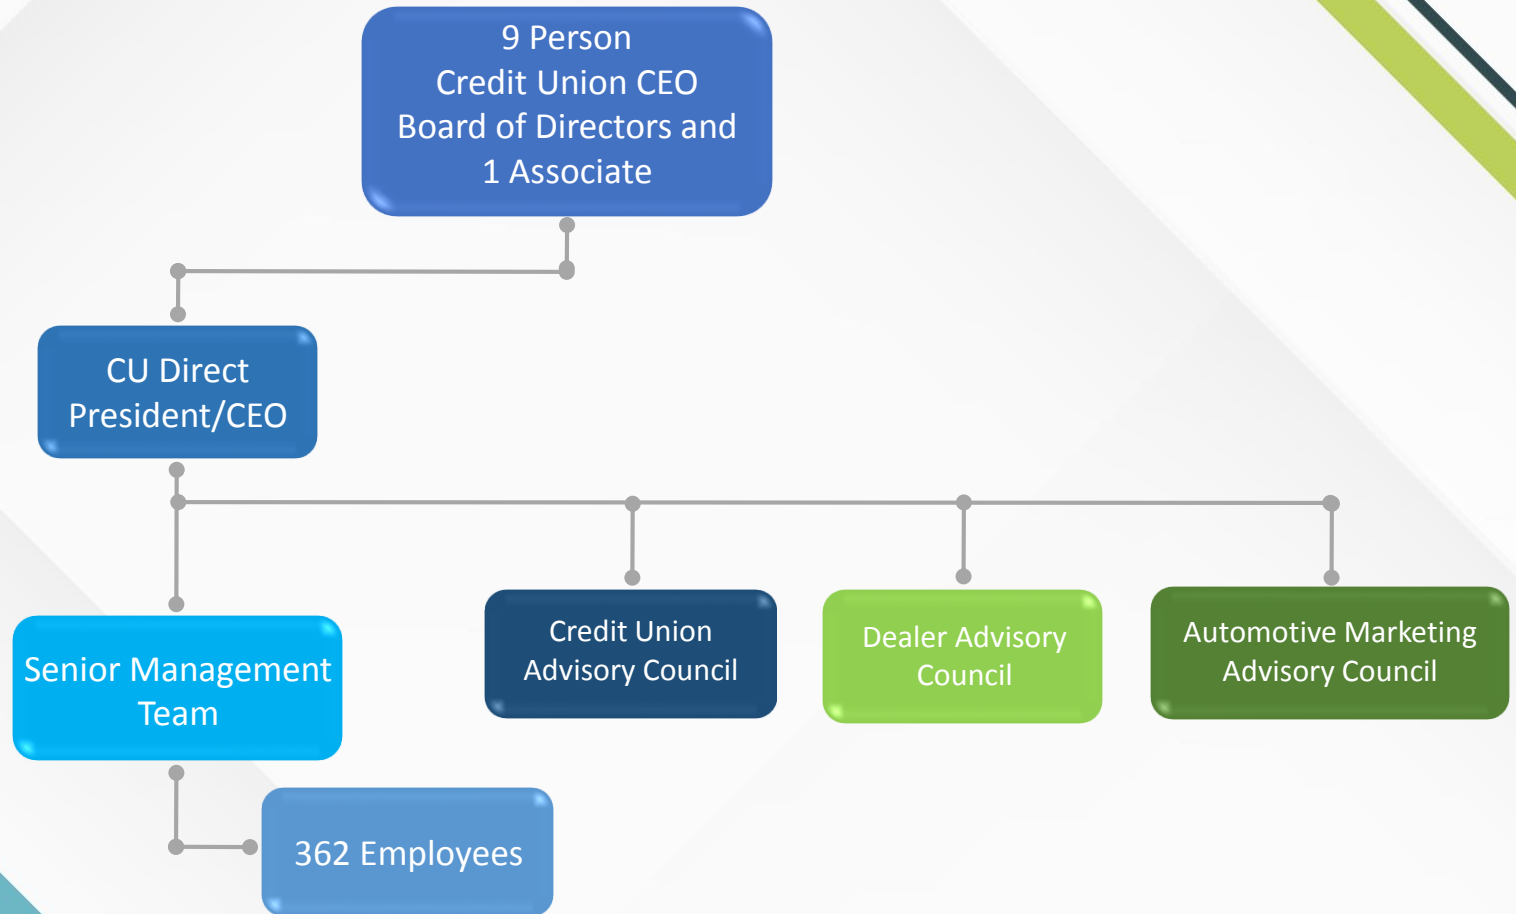 9 Person
Credit Union CEO
Board of Directors and
1 Associate
CU Direct
President/CEO
Senior Management
Team
Credit Union
Advisory Council
Dealer Advisory
Council
Automotive Marketing
Advisory Council
362 Employees